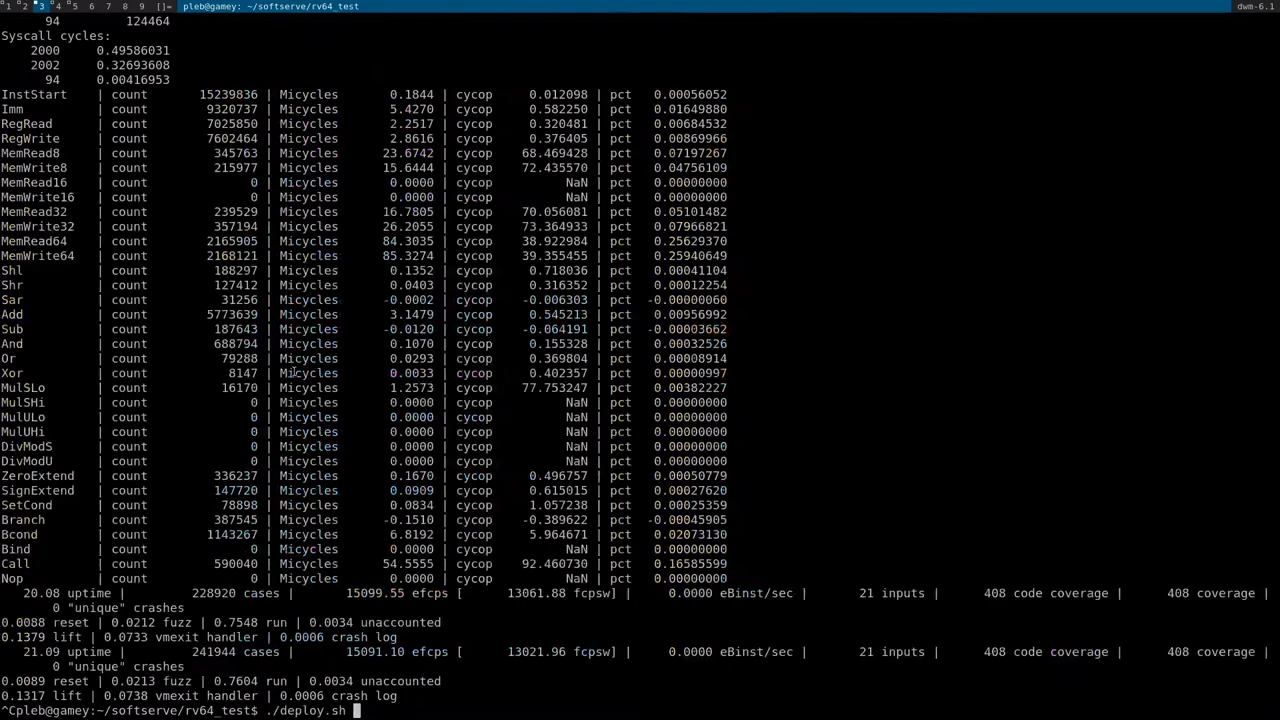 1 2 3 4 5 6 7 8 9 []= pleb@gamey: ~/softserve/rv64_test dwm-6.1
94 124464
Syscall cycles:
2000 0.49586031
2002 0.32693608
94 0.00416953
InstStart | count 15239836 | Micycles 0.1844 | cycop 0.012098 | pct 0.00056052
Imm | count 9320737 | Micycles 5.4270 | cycop 0.582250 | pct 0.01649880
RegRead | count 7025850 | Micycles 2.2517 | cycop 0.320481 | pct 0.00684532
RegWrite | count 7602464 | Micycles 2.8616 | cycop 0.376405 | pct 0.00869966
MemRead8 | count 345763 | Micycles 23.6742 | cycop 68.469428 | pct 0.07197267
MemWrite8 | count 215977 | Micycles 15.6444 | cycop 72.435570 | pct 0.04756109
MemRead16 | count 0 | Micycles 0.0000 | cycop NaN | pct 0.00000000
MemWrite16 | count 0 | Micycles 0.0000 | cycop NaN | pct 0.00000000
MemRead32 | count 239529 | Micycles 16.7805 | cycop 70.056081 | pct 0.05101482
MemWrite32 | count 357194 | Micycles 26.2055 | cycop 73.364933 | pct 0.07966821
MemRead64 | count 2165905 | Micycles 84.3035 | cycop 38.922984 | pct 0.25629370
MemWrite64 | count 2168121 | Micycles 85.3274 | cycop 39.355455 | pct 0.25940649
Shl | count 188297 | Micycles 0.1352 | cycop 0.718036 | pct 0.00041104
Shr | count 127412 | Micycles 0.0403 | cycop 0.316352 | pct 0.00012254
Sar | count 31256 | Micycles -0.0002 | cycop -0.006303 | pct -0.00000060
Add | count 5773639 | Micycles 3.1479 | cycop 0.545213 | pct 0.00956992
Sub | count 187643 | Micycles -0.0120 | cycop -0.064191 | pct -0.00003662
And | count 688794 | Micycles 0.1070 | cycop 0.155328 | pct 0.00032526
Or | count 79288 | Micycles 0.0293 | cycop 0.369804 | pct 0.00008914
Xor | count 8147 | Micycles 0.0033 | cycop 0.402357 | pct 0.00000997
MulSLo | count 16170 | Micycles 1.2573 | cycop 77.753247 | pct 0.00382227
MulSHi | count 0 | Micycles 0.0000 | cycop NaN | pct 0.00000000
MulULo | count 0 | Micycles 0.0000 | cycop NaN | pct 0.00000000
MulUHi | count 0 | Micycles 0.0000 | cycop NaN | pct 0.00000000
DivModS | count 0 | Micycles 0.0000 | cycop NaN | pct 0.00000000
DivModU | count 0 | Micycles 0.0000 | cycop NaN | pct 0.00000000
ZeroExtend | count 336237 | Micycles 0.1670 | cycop 0.496757 | pct 0.00050779
SignExtend | count 147720 | Micycles 0.0909 | cycop 0.615015 | pct 0.00027620
SetCond | count 78898 | Micycles 0.0834 | cycop 1.057238 | pct 0.00025359
Branch | count 387545 | Micycles -0.1510 | cycop -0.389622 | pct -0.00045905
Bcond | count 1143267 | Micycles 6.8192 | cycop 5.964671 | pct 0.02073130
Bind | count 0 | Micycles 0.0000 | cycop NaN | pct 0.00000000
Call | count 590040 | Micycles 54.5555 | cycop 92.460730 | pct 0.16585599
Nop | count 0 | Micycles 0.0000 | cycop NaN | pct 0.00000000
20.08 uptime | 228920 cases | 15099.55 efcps [ 13061.88 fcpsw] | 0.0000 eBinst/sec | 21 inputs | 408 code coverage | 408 coverage |
0 "unique" crashes
0.0088 reset | 0.0212 fuzz | 0.7548 run | 0.0034 unaccounted
0.1379 lift | 0.0733 vmexit handler | 0.0006 crash log
21.09 uptime | 241944 cases | 15091.10 efcps [ 13021.96 fcpsw] | 0.0000 eBinst/sec | 21 inputs | 408 code coverage | 408 coverage |
0 "unique" crashes
0.0089 reset | 0.0213 fuzz | 0.7604 run | 0.0034 unaccounted
0.1317 lift | 0.0738 vmexit handler | 0.0006 crash log
^Cpleb@gamey:~/softserve/rv64_test$ ./deploy.sh